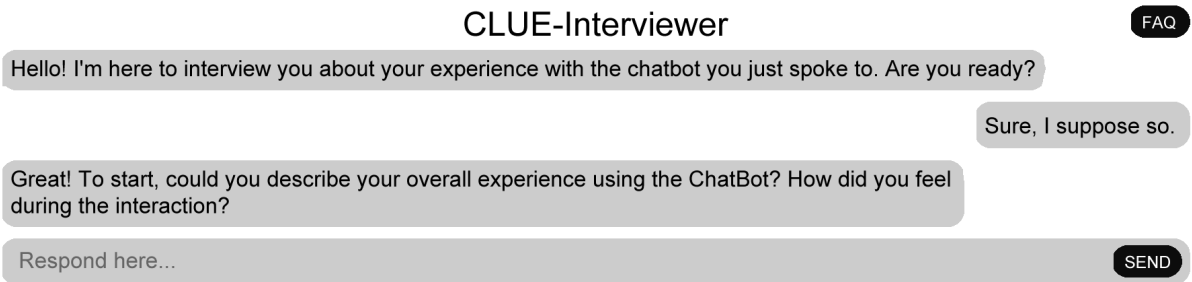 CLUE-Interviewer
FAQ
Hello! I'm here to interview you about your experience with the chatbot you just spoke to. Are you ready?
Sure, I suppose so.
Great! To start, could you describe your overall experience using the ChatBot? How did you feel
during the interaction?
Respond here...
SEND